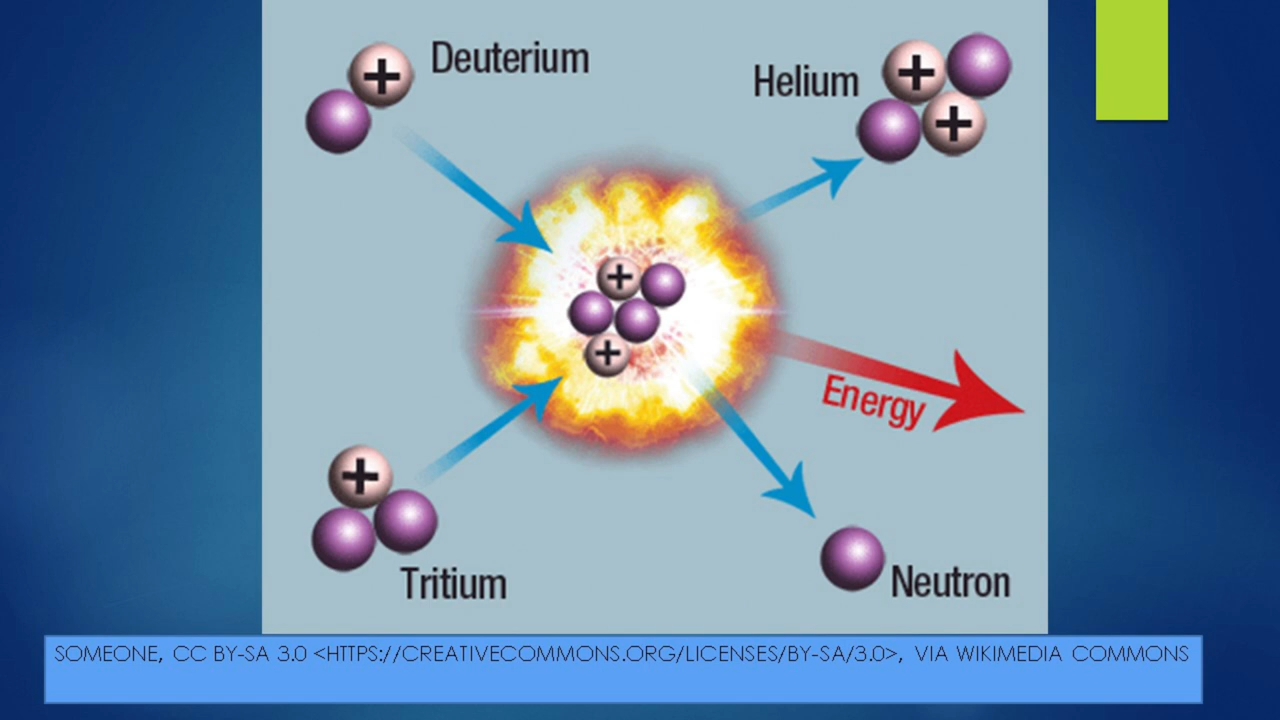 Deuterium
Helium
+
+
+
+
+
Energy
+
Tritium
Neutron
SOMEONE, CC BY-SA 3.0 <HTTPS://CREATIVECOMMONS.ORG/LICENSES/BY-SA/3.0>, VIA WIKIMEDIA COMMONS